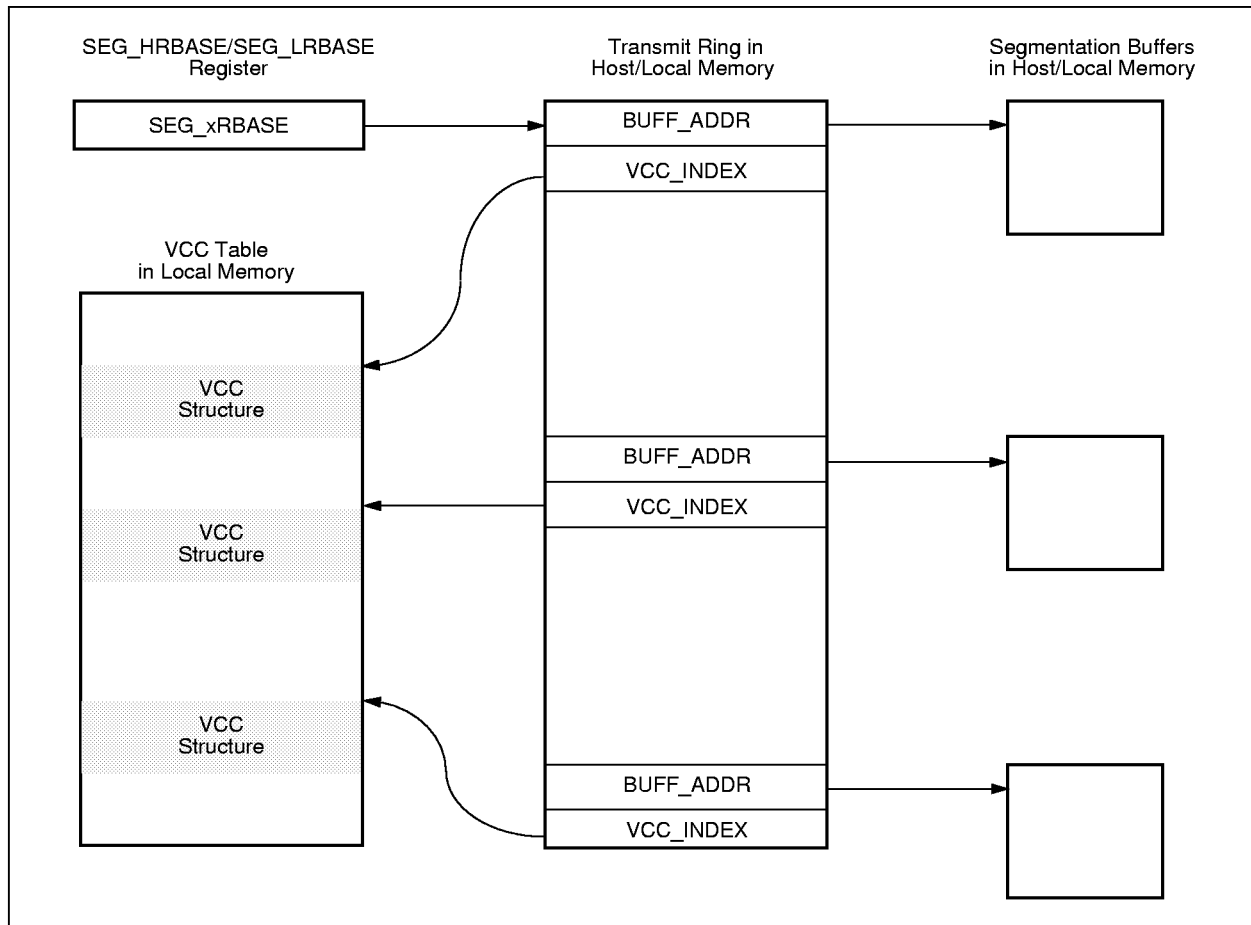 SEG_HRBASE/SEG_LRBASE
Register
SEG_xRBASE
Transmit Ring in
Host/Local Memory
BUFF_ADDR
VCC_INDEX
Segmentation Buffers
in Host/Local Memory
VCC Table
in Local Memory
VCC
Structure
BUFF_ADDR
VCC_INDEX
VCC
Structure
VCC
Structure
BUFF_ADDR
VCC_INDEX